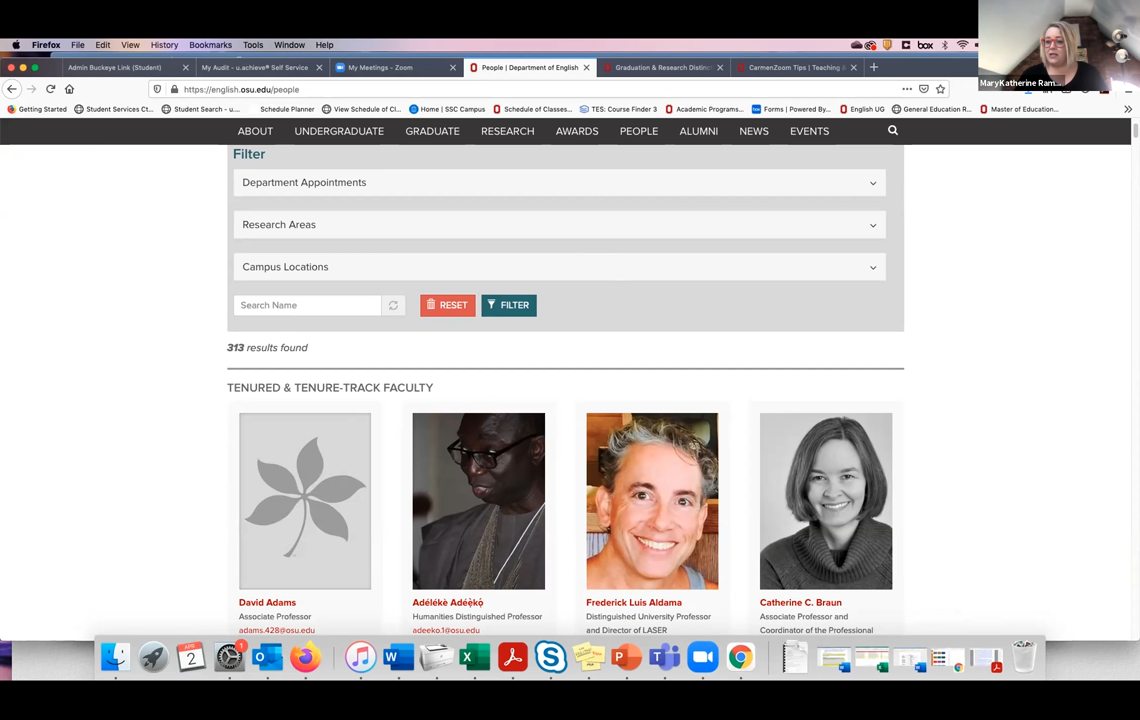 Firefox File Edit View History Bookmarks Tools Window Help
box
Admin Buckeye Link (Student)
My Audit - u.achieve® Self Service
My Meetings - Zoom
People | Department of English
Graduation & Research Distinc
CarmenZoom Tips | Teaching &
MaryKatherine Ram...
https://english.osu.edu/people
Getting Started
Student Services Ct...
Student Search - ...
Schedule Planner
View Schedule of Cl...
Home | SSC Campus
Schedule of Classes...
TES: Course Finder 3
Academic Programs...
Forms | Powered By...
English UG
General Education R...
Master of Education...
ABOUT UNDERGRADUATE GRADUATE RESEARCH AWARDS PEOPLE ALUMNI NEWS EVENTS
Filter
Department Appointments
Research Areas
Campus Locations
Search Name
RESET
FILTER
313 results found
TENURED & TENURE-TRACK FACULTY
David Adams
Associate Professor
adams.428@osu.edu
Adélékè Adéẹ̀kọ́
Humanities Distinguished Professor
adeeko.1@osu.edu
Frederick Luis Aldama
Distinguished University Professor
and Director of LASER
Catherine C. Braun
Associate Professor and
Coordinator of the Professional
APR
2
1